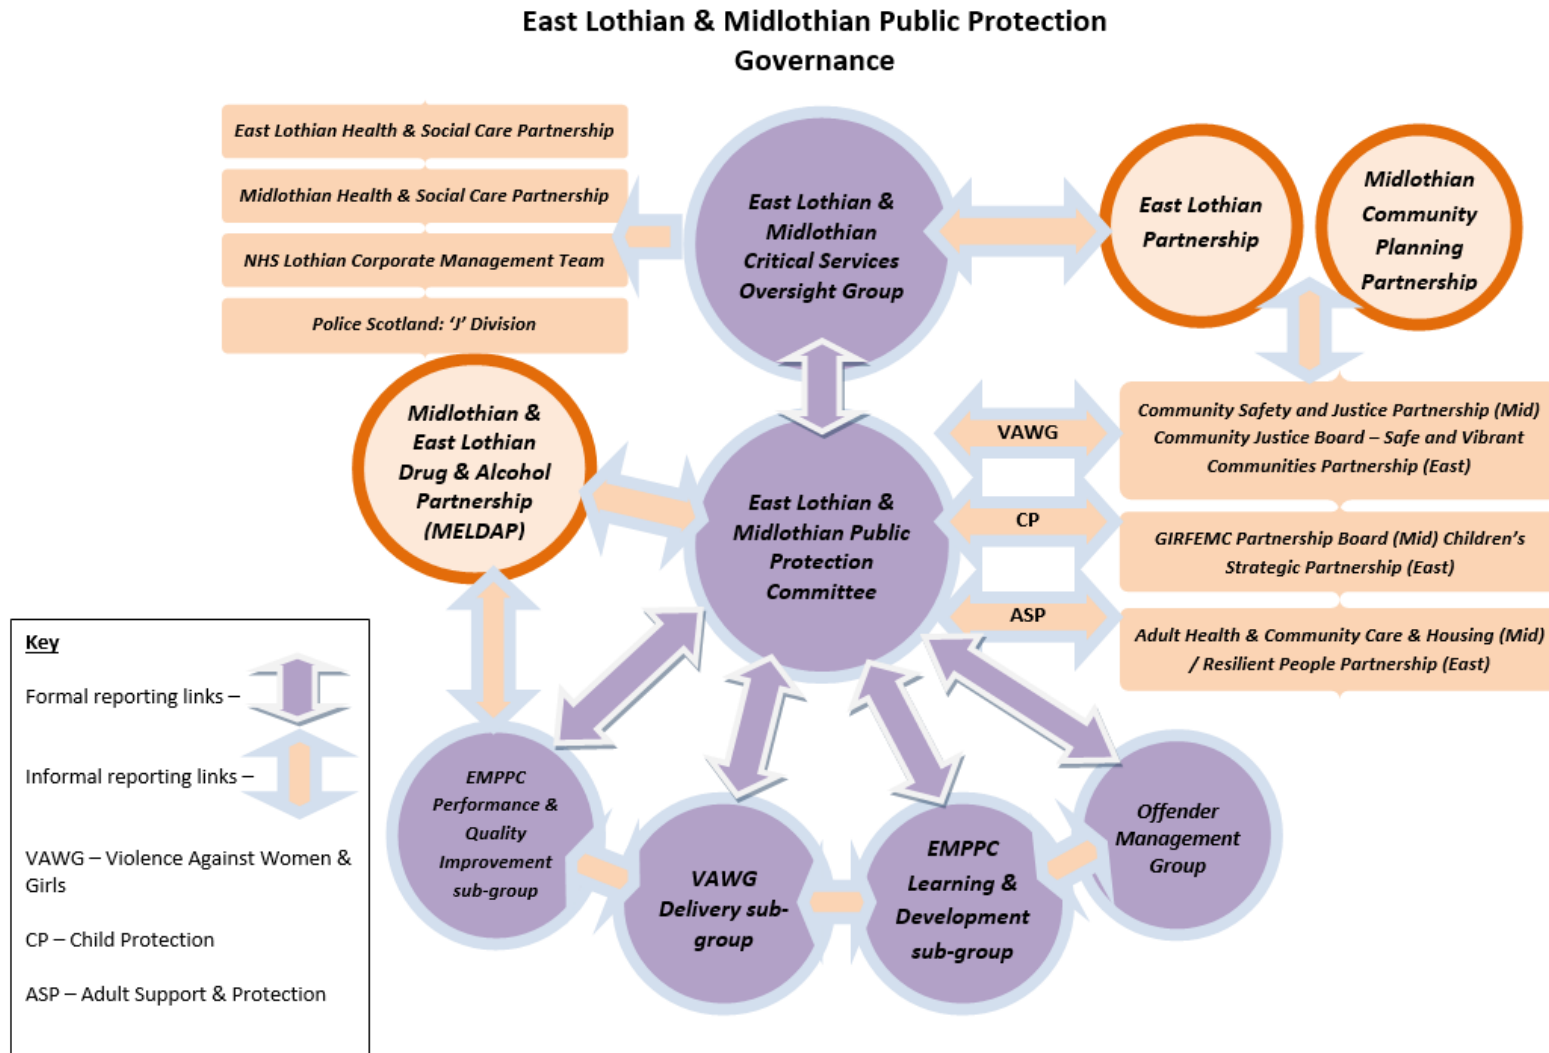 East Lothian & Midlothian Public Protection
Governance
East Lothian Health & Social Care Partnership
Midlothian Health & Social Care Partnership
NHS Lothian Corporate Management Team
Police Scotland: ‘J’ Division
East Lothian &
Midlothian
Critical Services
Oversight Group
East Lothian
Partnership
Midlothian
Community
Planning
Partnership
Midlothian &
East Lothian
Drug & Alcohol
Partnership
(MELDAP)
East Lothian &
Midlothian Public
Protection
Committee
VAWG
CP
ASP
Community Safety and Justice Partnership (Mid)
Community Justice Board – Safe and Vibrant
Communities Partnership (East)
GIRFEMC Partnership Board (Mid) Children’s
Strategic Partnership (East)
Adult Health & Community Care & Housing (Mid)
/ Resilient People Partnership (East)
Key
Formal reporting links –
Informal reporting links –
VAWG – Violence Against Women &
Girls
CP – Child Protection
ASP – Adult Support & Protection
EMPPC
Performance &
Quality
Improvement
sub-group
VAWG
Delivery sub-
group
EMPPC
Learning &
Development
sub-group
Offender
Management
Group